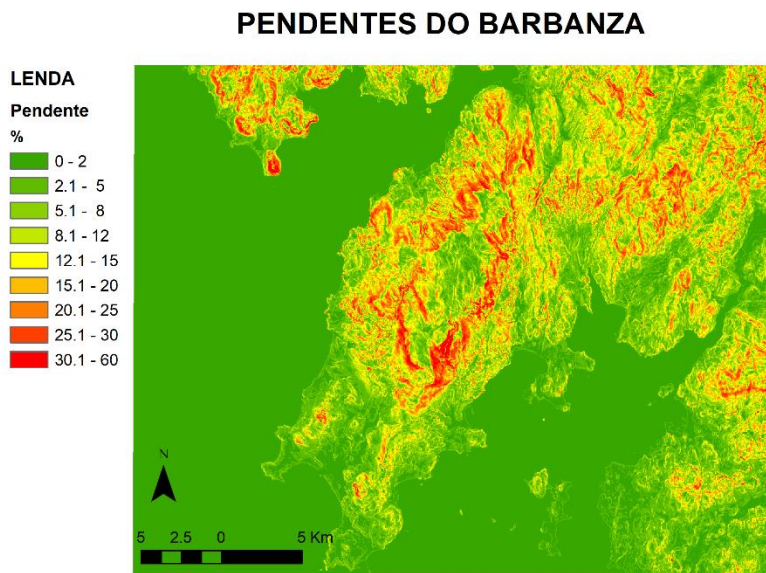 PENDENTES DO BARBANZA
LENDA
Pendente
%
0 - 2
2.1 - 5
5.1 - 8
8.1 - 12
12.1 - 15
15.1 - 20
20.1 - 25
25.1 - 30
30.1 - 60
N
5 2.5 0 5 Km